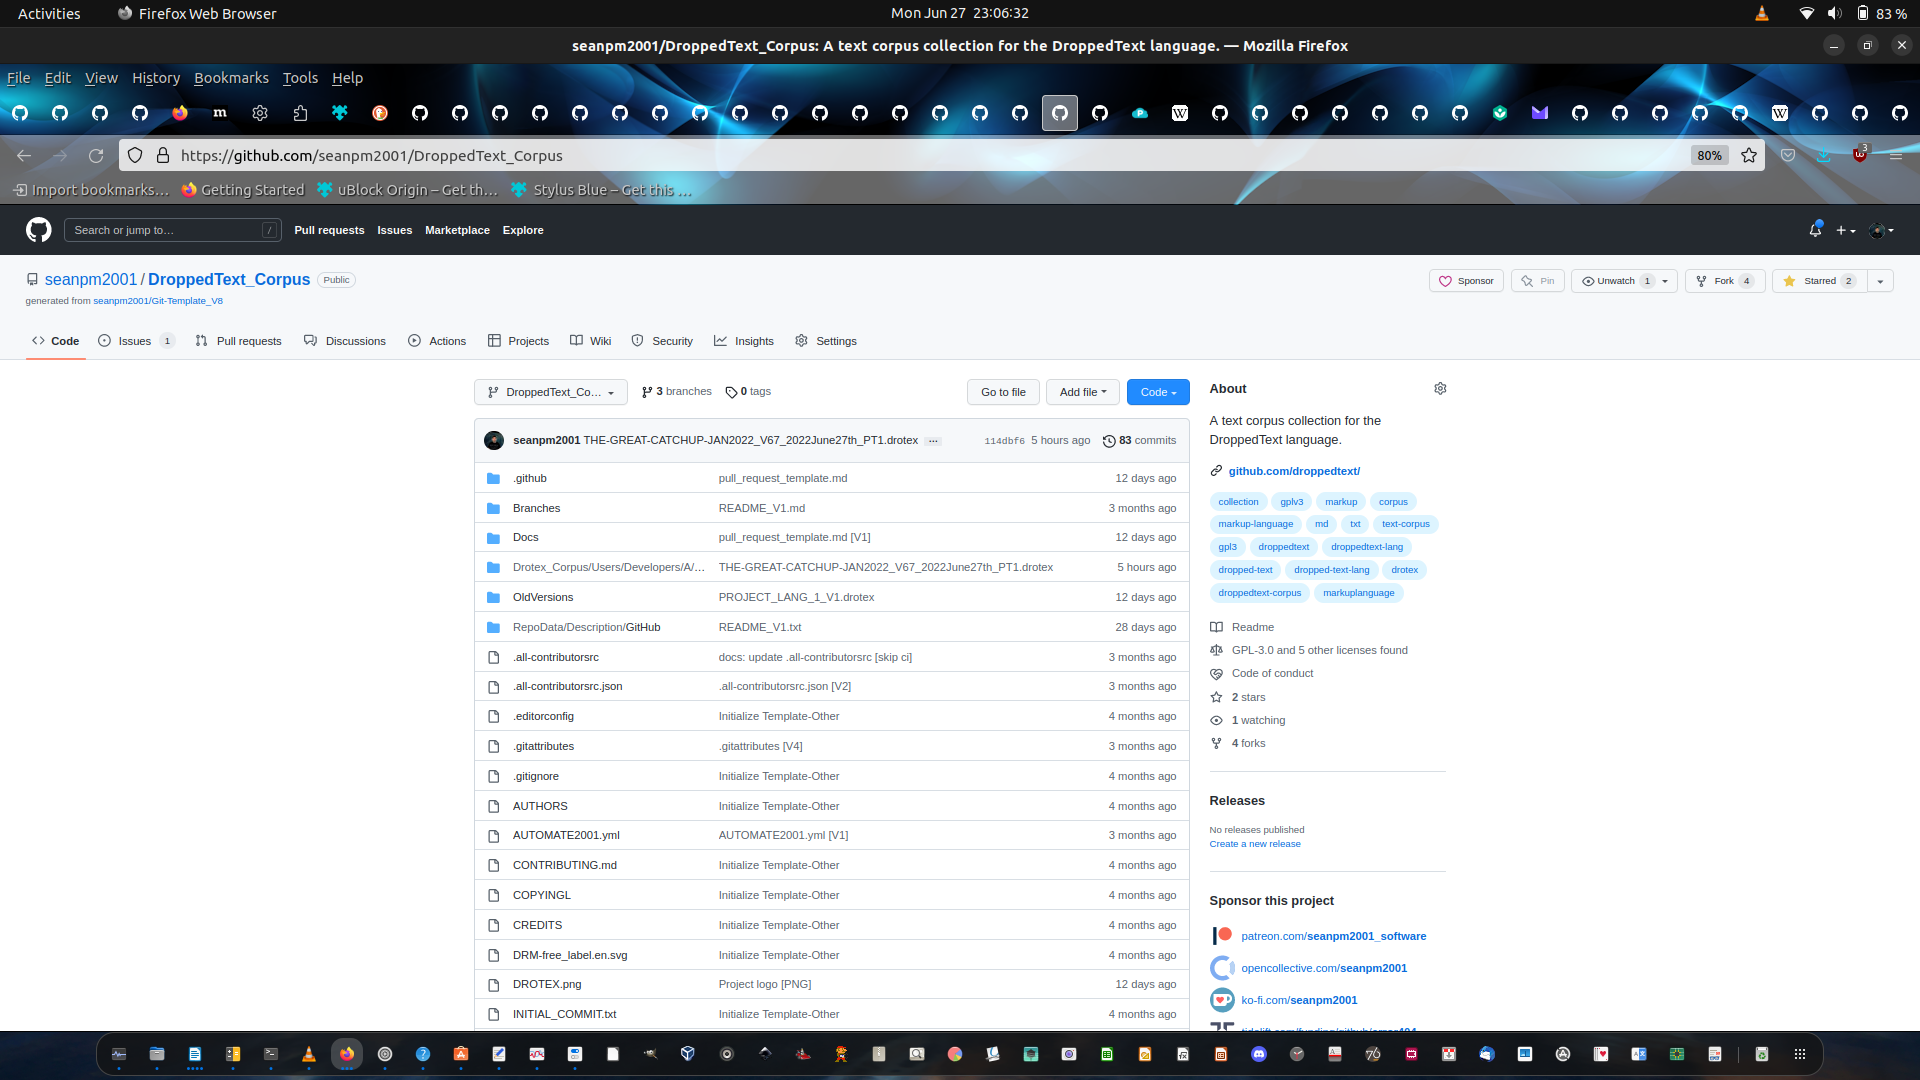 Activities Firefox Web Browser Mon Jun 27 23:06:32 83 %
seanpm2001/DroppedText_Corpus: A text corpus collection for the DroppedText language. — Mozilla Firefox
File Edit View History Bookmarks Tools Help
https://github.com/seanpm2001/DroppedText_Corpus 80% 3
Import bookmarks… Getting Started uBlock Origin – Get th… Stylus Blue – Get this …
Search or jump to… / Pull requests Issues Marketplace Explore
seanpm2001 / DroppedText_Corpus Public Sponsor Pin Unwatch 1 Fork 4 Starred 2
generated from seanpm2001/Git-Template_V8
Code Issues 1 Pull requests Discussions Actions Projects Wiki Security Insights Settings
DroppedText_Co… 3 branches 0 tags Go to file Add file Code
seanpm2001 THE-GREAT-CATCHUP-JAN2022_V67_2022June27th_PT1.drotex … 114dbf6 5 hours ago 83 commits
.github pull_request_template.md 12 days ago
Branches README_V1.md 3 months ago
Docs pull_request_template.md [V1] 12 days ago
Drotex_Corpus/Users/Developers/A/… THE-GREAT-CATCHUP-JAN2022_V67_2022June27th_PT1.drotex 5 hours ago
OldVersions PROJECT_LANG_1_V1.drotex 12 days ago
RepoData/Description/GitHub README_V1.txt 28 days ago
.all-contributorsrc docs: update .all-contributorsrc [skip ci] 3 months ago
.all-contributorsrc.json .all-contributorsrc.json [V2] 3 months ago
.editorconfig Initialize Template-Other 4 months ago
.gitattributes .gitattributes [V4] 3 months ago
.gitignore Initialize Template-Other 4 months ago
AUTHORS Initialize Template-Other 4 months ago
AUTOMATE2001.yml AUTOMATE2001.yml [V1] 3 months ago
CONTRIBUTING.md Initialize Template-Other 4 months ago
COPYINGL Initialize Template-Other 4 months ago
CREDITS Initialize Template-Other 4 months ago
DRM-free_label.en.svg Initialize Template-Other 4 months ago
DROTEX.png Project logo [PNG] 12 days ago
INITIAL_COMMIT.txt Initialize Template-Other 4 months ago
About
A text corpus collection for the
DroppedText language.
github.com/droppedtext/
collection gplv3 markup corpus
markup-language md txt text-corpus
gpl3 droppedtext droppedtext-lang
dropped-text dropped-text-lang drotex
droppedtext-corpus markuplanguage
Readme
GPL-3.0 and 5 other licenses found
Code of conduct
2 stars
1 watching
4 forks
Releases
No releases published
Create a new release
Sponsor this project
patreon.com/seanpm2001_software
opencollective.com/seanpm2001
ko-fi.com/seanpm2001